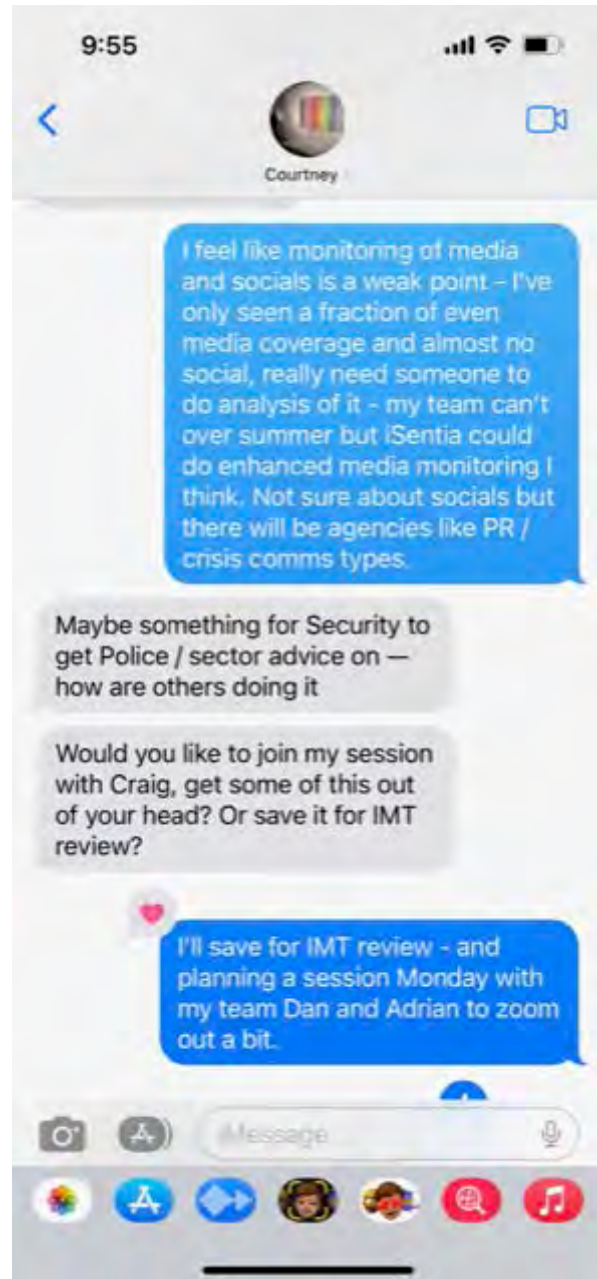 9:55
Courtney
I feel like monitoring of media
and socials is a weak point - I've
only seen a fraction of even
media coverage and almost no
social, really need someone to
do analysis of it - my team can't
over summer but iSentia could
do enhanced media monitoring I
think. Not sure about socials but
there will be agencies like PR /
crisis comms types.
Maybe something for Security to
get Police / sector advice on —
how are others doing it
Would you like to join my session
with Craig, get some of this out
of your head? Or save it for IMT
review?
I'll save for IMT review - and
planning a session Monday with
my team Dan and Adrian to zoom
out a bit.
iMessage